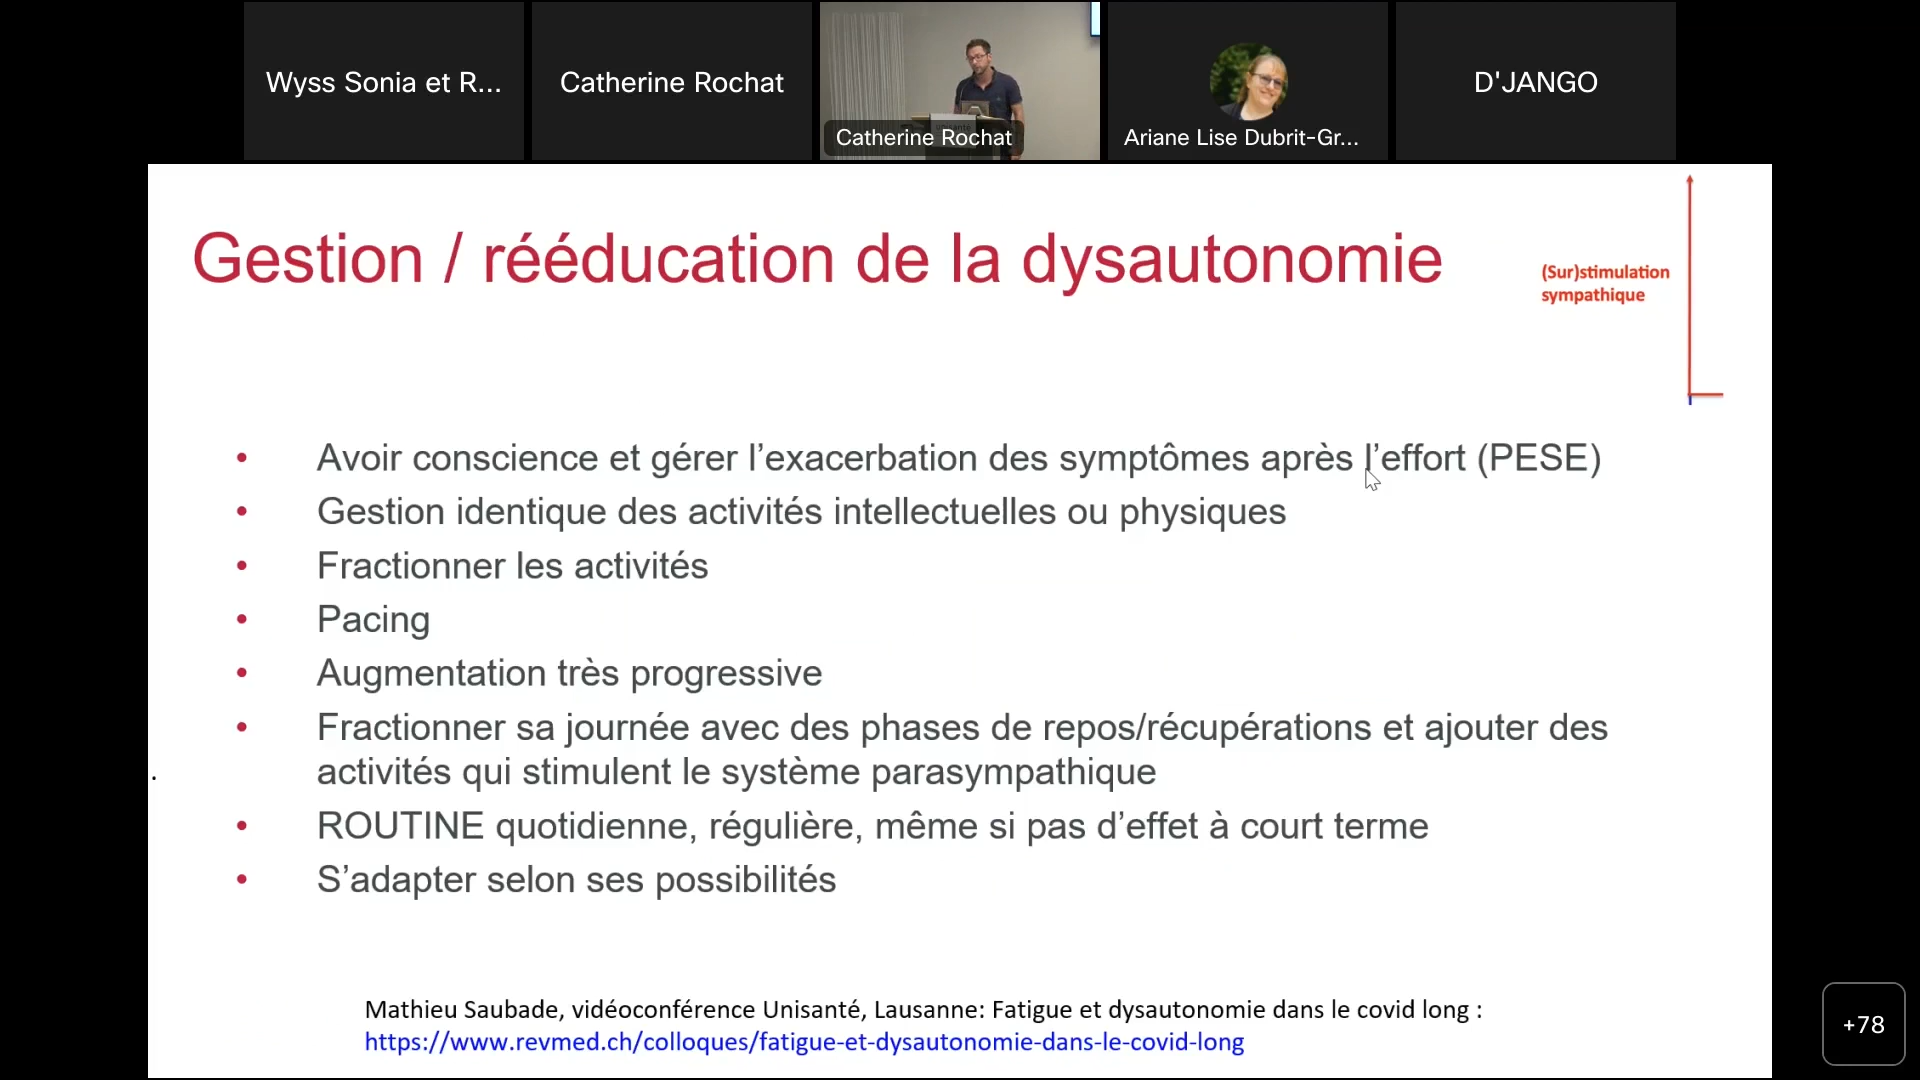 Wyss Sonia et R...
Catherine Rochat
Catherine Rochat
Ariane Lise Dubrit-Gr...
D'JANGO
Gestion / rééducation de la dysautonomie
(Sur)stimulation
sympathique
• Avoir conscience et gérer l’exacerbation des symptômes après l’effort (PESE)
• Gestion identique des activités intellectuelles ou physiques
• Fractionner les activités
• Pacing
• Augmentation très progressive
• Fractionner sa journée avec des phases de repos/récupérations et ajouter des
activités qui stimulent le système parasympathique
• ROUTINE quotidienne, régulière, même si pas d’effet à court terme
• S’adapter selon ses possibilités
.
Mathieu Saubade, vidéoconférence Unisanté, Lausanne: Fatigue et dysautonomie dans le covid long :
https://www.revmed.ch/colloques/fatigue-et-dysautonomie-dans-le-covid-long
+78